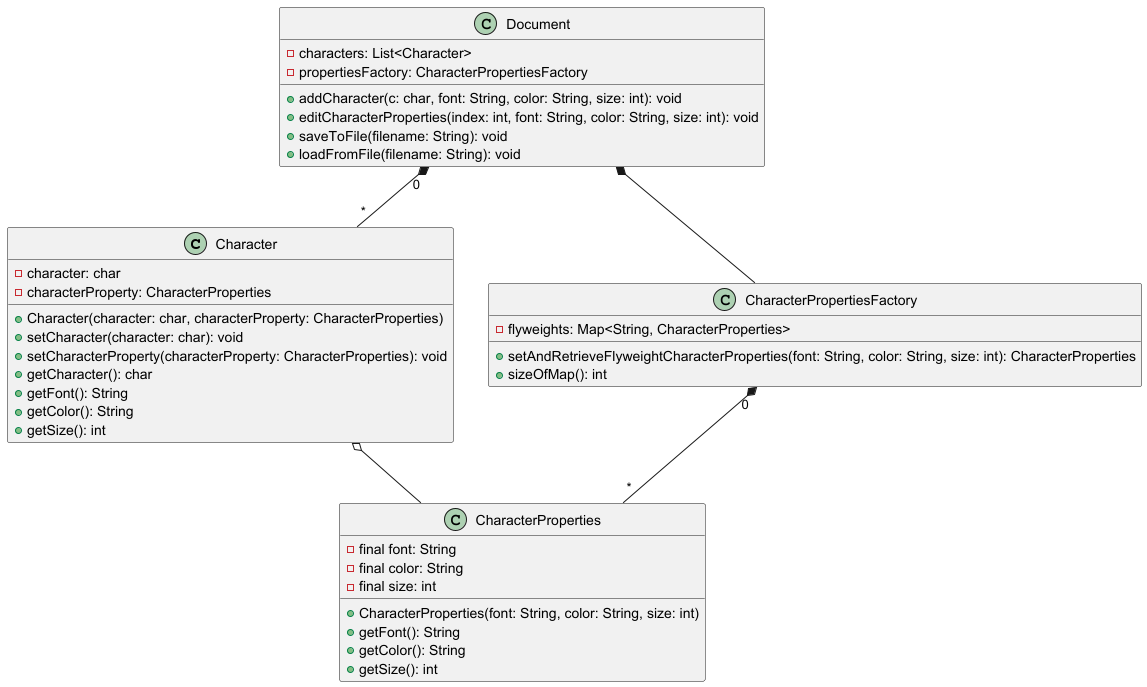 C Document
characters: List<Character>
propertiesFactory: CharacterPropertiesFactory
addCharacter(c: char, font: String, color: String, size: int): void
editCharacterProperties(index: int, font: String, color: String, size: int): void
saveToFile(filename: String): void
loadFromFile(filename: String): void
0
*
C Character
character: char
characterProperty: CharacterProperties
Character(character: char, characterProperty: CharacterProperties)
setCharacter(character: char): void
setCharacterProperty(characterProperty: CharacterProperties): void
getCharacter(): char
getFont(): String
getColor(): String
getSize(): int
C CharacterPropertiesFactory
flyweights: Map<String, CharacterProperties>
setAndRetrieveFlyweightCharacterProperties(font: String, color: String, size: int): CharacterProperties
sizeOfMap(): int
0
*
C CharacterProperties
final font: String
final color: String
final size: int
CharacterProperties(font: String, color: String, size: int)
getFont(): String
getColor(): String
getSize(): int